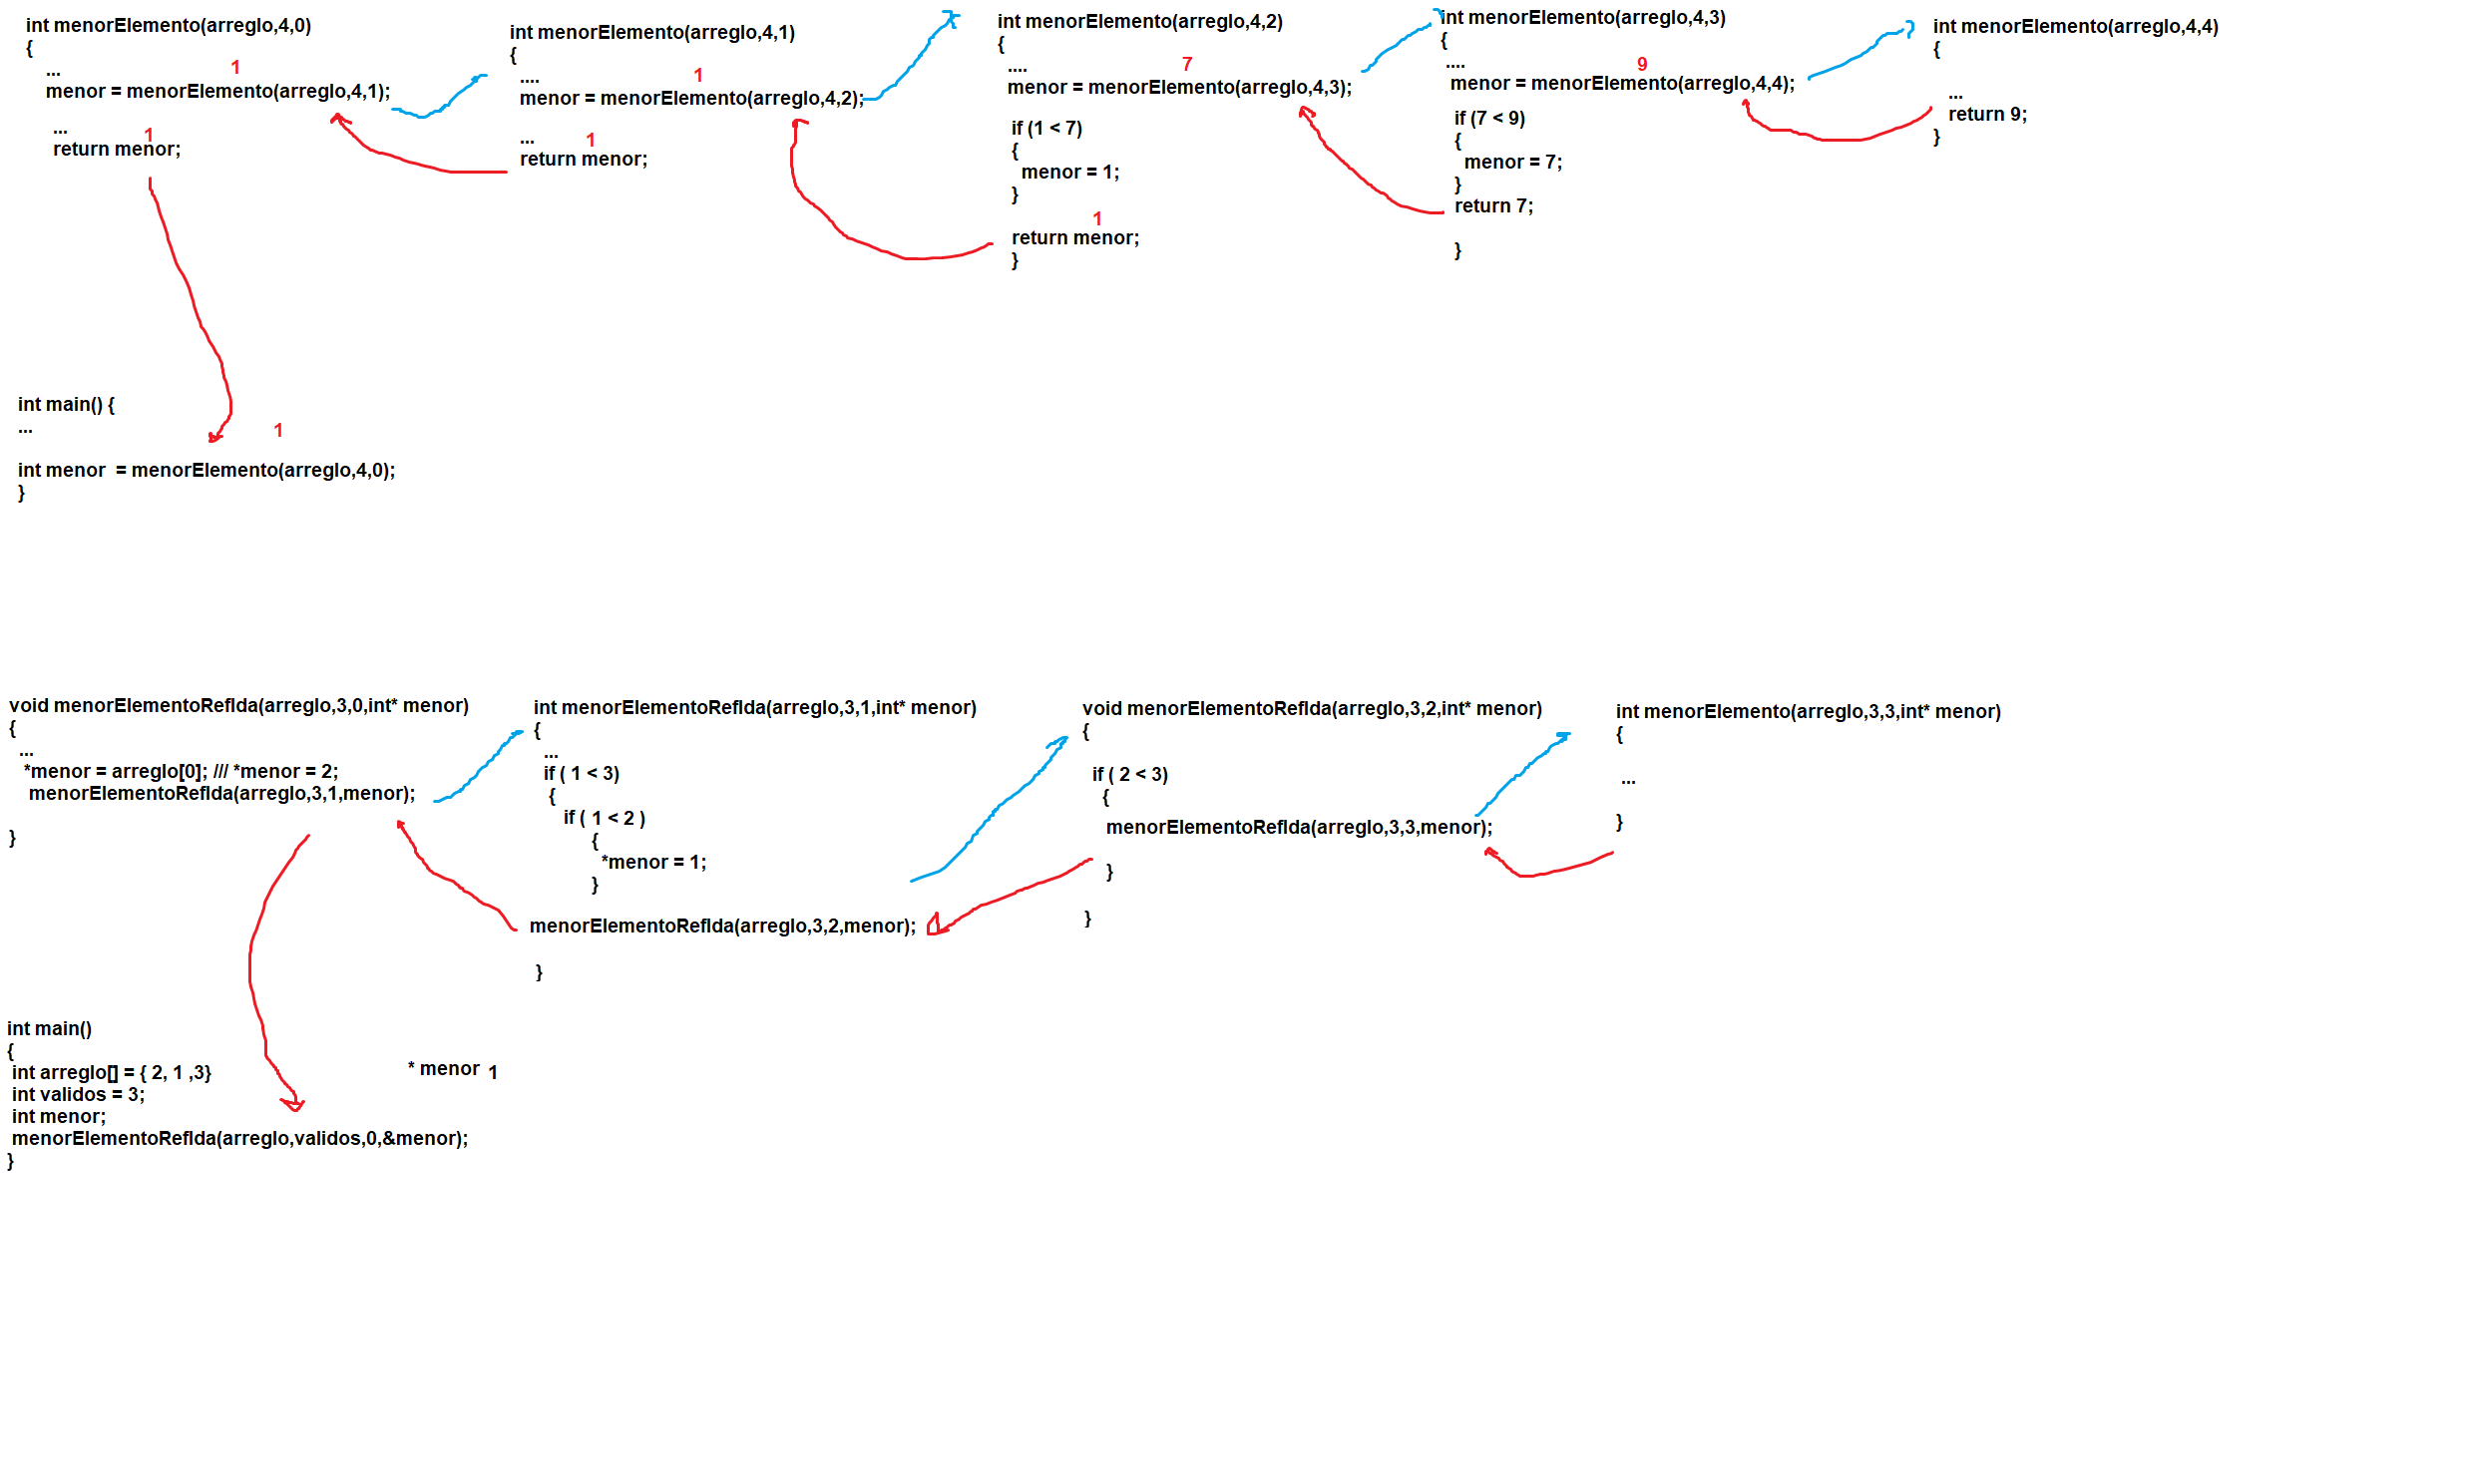 int menorElemento(arreglo,4,0)
{
...
1
menor = menorElemento(arreglo,4,1);
...
1
return menor;
int menorElemento(arreglo,4,1)
{
....
1
menor = menorElemento(arreglo,4,2);
...
1
return menor;
int menorElemento(arreglo,4,2)
{
....
7
menor = menorElemento(arreglo,4,3);
if (1 < 7)
{
menor = 1;
}
1
return menor;
}
int menorElemento(arreglo,4,3)
{
....
9
menor = menorElemento(arreglo,4,4);
if (7 < 9)
{
menor = 7;
}
return 7;
}
int menorElemento(arreglo,4,4)
{
...
return 9;
}
int main() {
...
1
int menor = menorElemento(arreglo,4,0);
}
void menorElementoRefIda(arreglo,3,0,int* menor)
{
...
*menor = arreglo[0]; /// *menor = 2;
menorElementoRefIda(arreglo,3,1,menor);
}
int menorElementoRefIda(arreglo,3,1,int* menor)
{
...
if ( 1 < 3)
{
if ( 1 < 2 )
{
*menor = 1;
}
menorElementoRefIda(arreglo,3,2,menor);
}
void menorElementoRefIda(arreglo,3,2,int* menor)
{
if ( 2 < 3)
{
menorElementoRefIda(arreglo,3,3,menor);
}
}
int menorElemento(arreglo,3,3,int* menor)
{
...
}
int main()
{
int arreglo[] = { 2, 1 ,3}
int validos = 3;
int menor;
menorElementoRefIda(arreglo,validos,0,&menor);
}
* menor 1